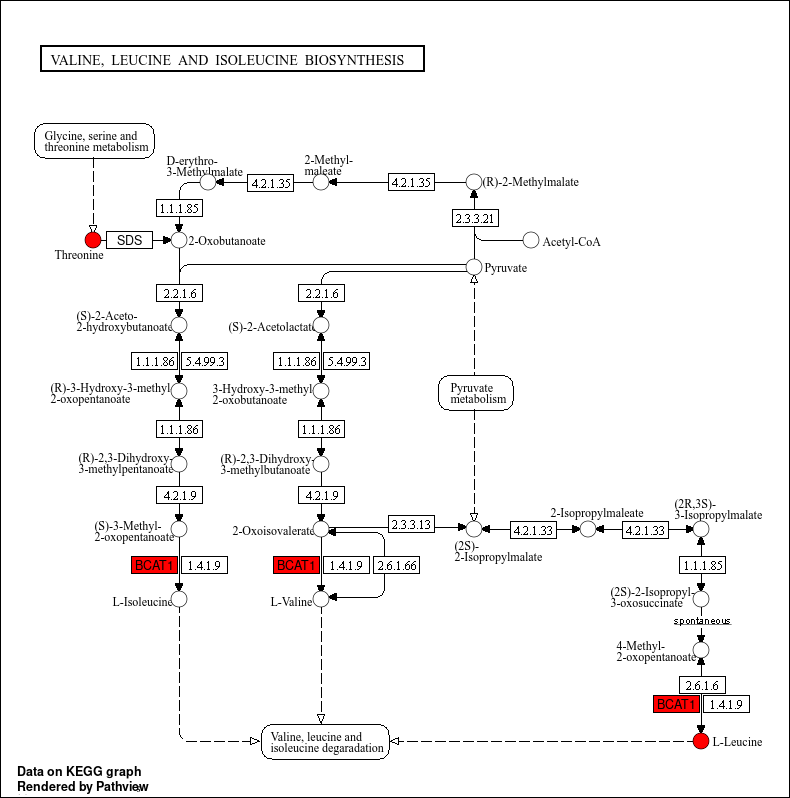 VALINE, LEUCINE AND ISOLEUCINE BIOSYNTHESIS
Glycine, serine and
threonine metabolism
D-erythro-
3-Methylmalate
4.2.1.35
2-Methyl-
maleate
4.2.1.35
(R)-2-Methylmalate
1.1.1.85
2.3.3.21
Threonine
SDS
2-Oxobutanoate
Acetyl-CoA
Pyruvate
2.2.1.6
2.2.1.6
(S)-2-Aceto-
2-hydroxybutanoate
(S)-2-Acetolactate
1.1.1.86
5.4.99.3
1.1.1.86
5.4.99.3
(R)-3-Hydroxy-3-methyl
2-oxopentanoate
3-Hydroxy-3-methyl
2-oxobutanoate
Pyruvate
metabolism
1.1.1.86
1.1.1.86
(R)-2,3-Dihydroxy-
3-methylpentanoate
(R)-2,3-Dihydroxy-
3-methylbutanoate
4.2.1.9
4.2.1.9
(S)-3-Methyl-
2-oxopentanoate
2-Oxoisovalerate
2.3.3.13
(2S)-
2-Isopropylmalate
4.2.1.33
2-Isopropylmaleate
4.2.1.33
(2R,3S)-
3-Isopropylmalate
BCAT1
1.4.1.9
BCAT1
1.4.1.9
2.6.1.66
1.1.1.85
L-Isoleucine
L-Valine
(2S)-2-Isopropyl-
3-oxosuccinate
spontaneous
4-Methyl-
2-oxopentanoate
2.6.1.6
BCAT1
1.4.1.9
Valine, leucine and
isoleucine degaradation
L-Leucine
Data on KEGG graph
Rendered by Pathview